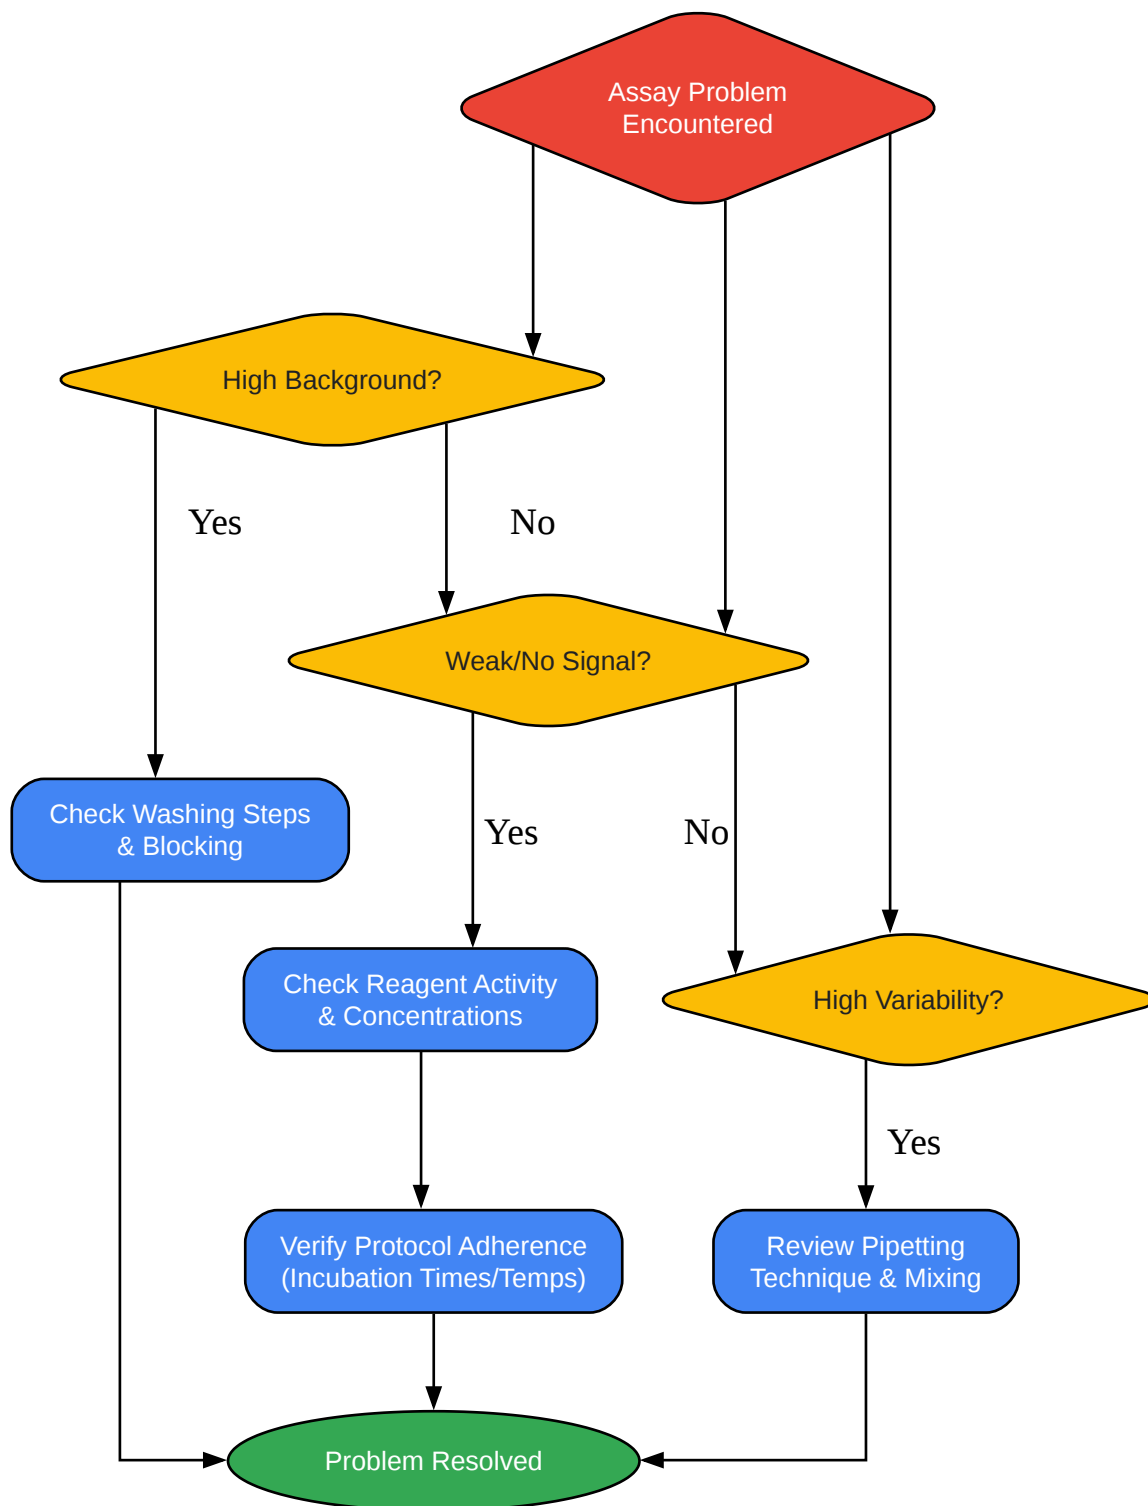 Assay Problem
Encountered
High Background?
Yes
No
Weak/No Signal?
Check Washing Steps
& Blocking
Yes
No
Check Reagent Activity
& Concentrations
High Variability?
Yes
Verify Protocol Adherence
(Incubation Times/Temps)
Review Pipetting
Technique & Mixing
Problem Resolved